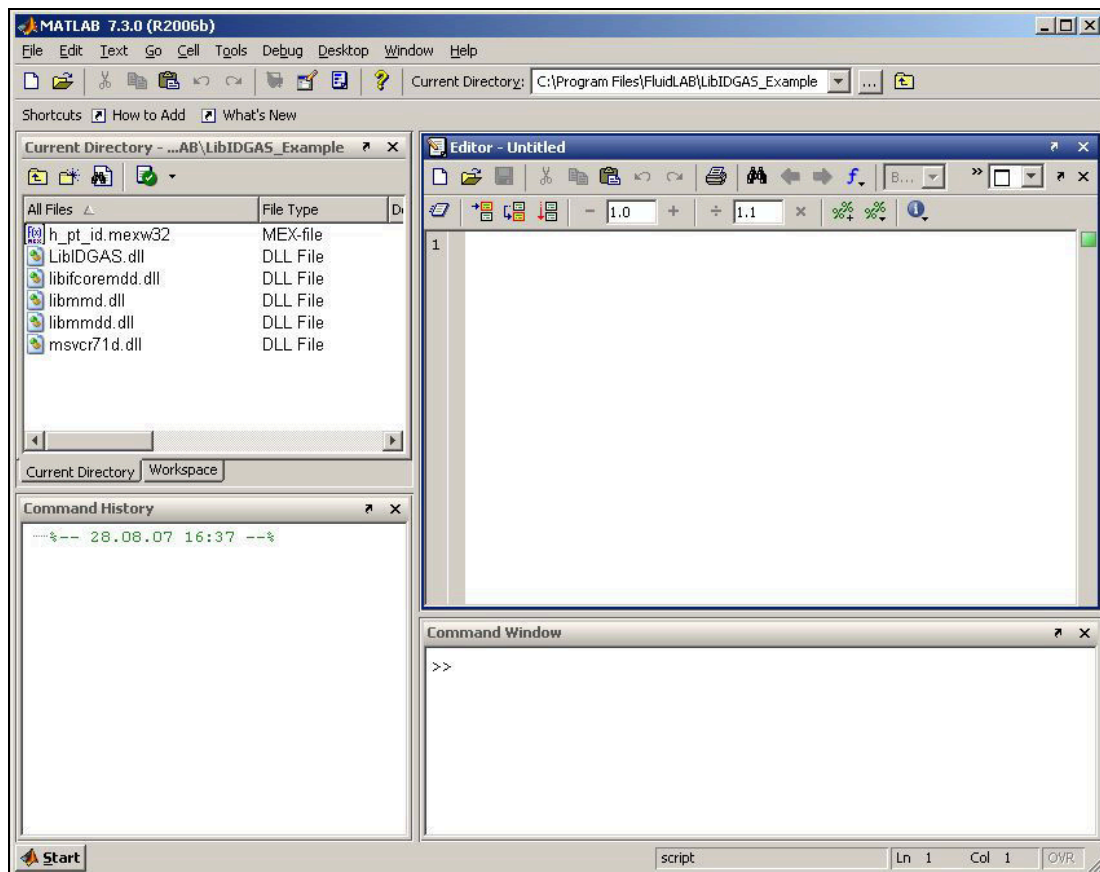 MATLAB 7.3.0 (R2006b)
File Edit Text Go Cell Tools Debug Desktop Window Help
Current Directory: C:\Program Files\FluidLAB\LibIDGAS_Example ...
Shortcuts How to Add What's New
Current Directory - ...AB\LibIDGAS_Example
All Files File Type
h_pt_id.mexw32 MEX-file
LibIDGAS.dll DLL File
libifcoremdd.dll DLL File
libmmd.dll DLL File
libmmdd.dll DLL File
msvcr71d.dll DLL File
Current Directory Workspace
Command History
%-- 28.08.07 16:37 --%
Editor - Untitled
B... »
- 1.0 + ÷ 1.1 ×
1
Command Window
>>
Start
script Ln 1 Col 1 OVR